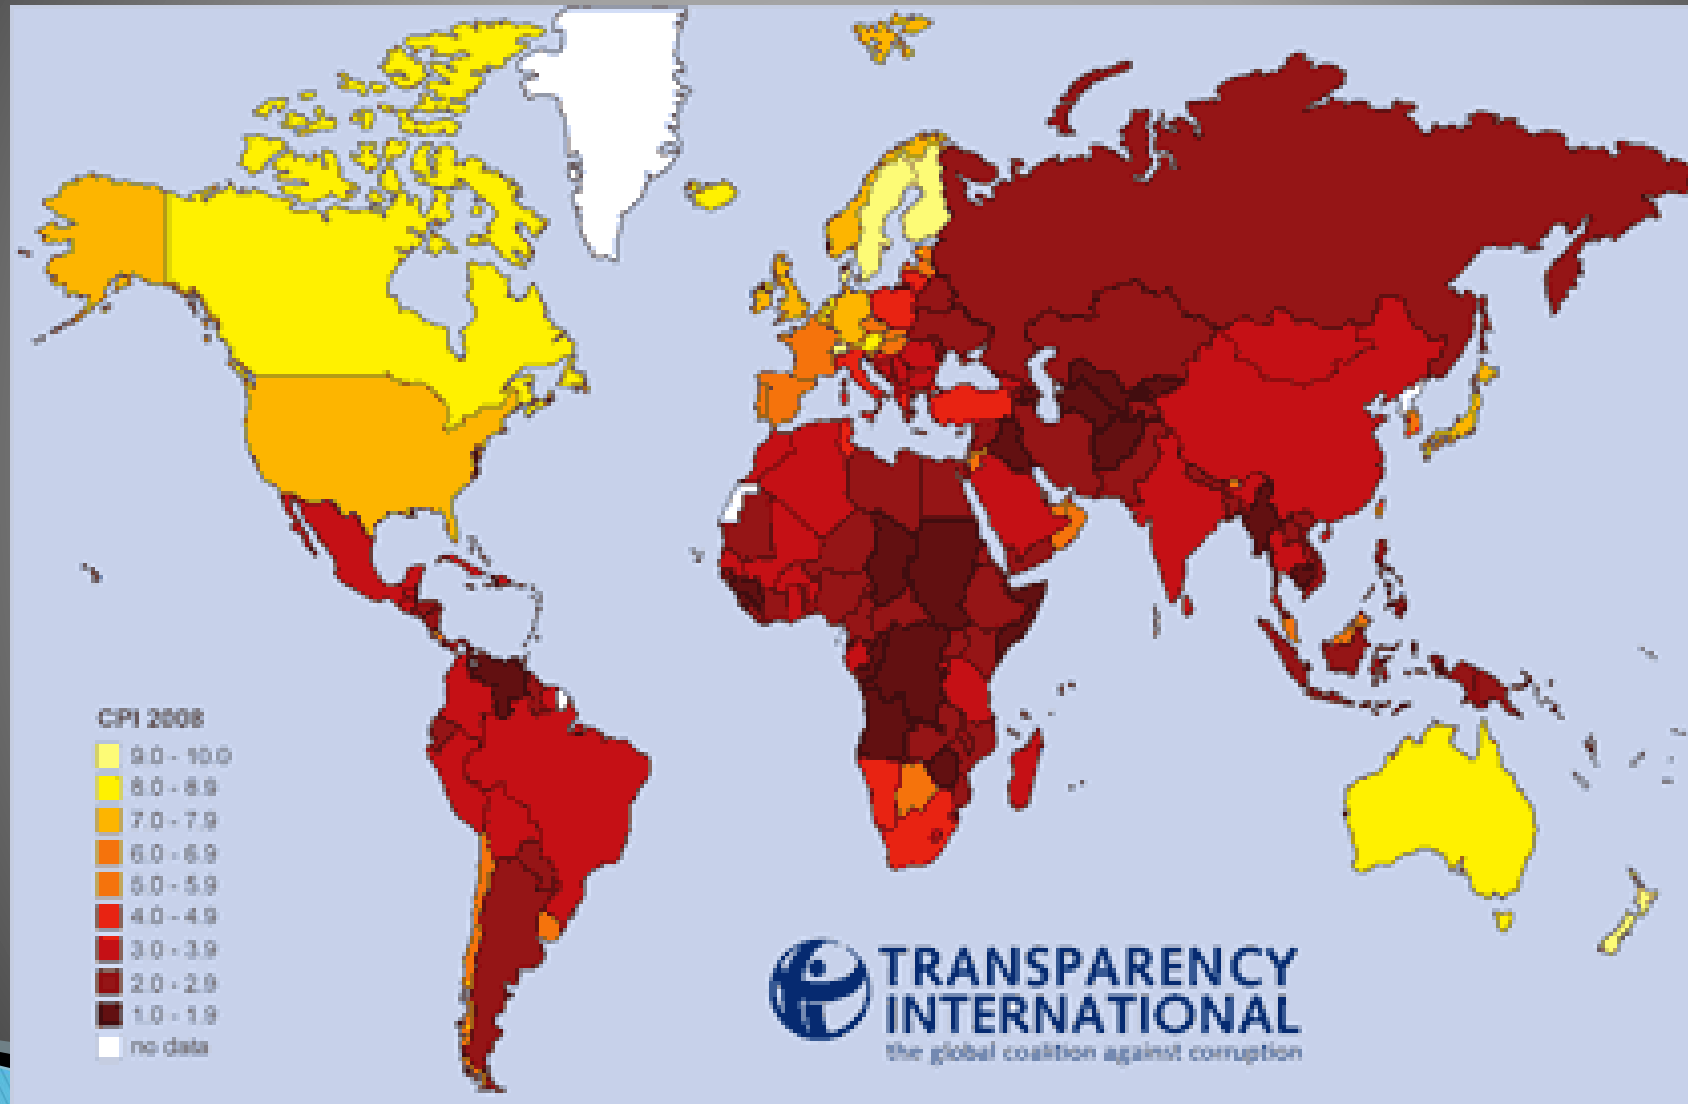 CPI 2008
9.0 - 10.0
8.0 - 8.9
7.0 - 7.9
6.0 - 6.9
5.0 - 5.9
4.0 - 4.9
3.0 - 3.9
2.0 - 2.9
1.0 - 1.9
no data
TRANSPARENCY
INTERNATIONAL
the global coalition against corruption